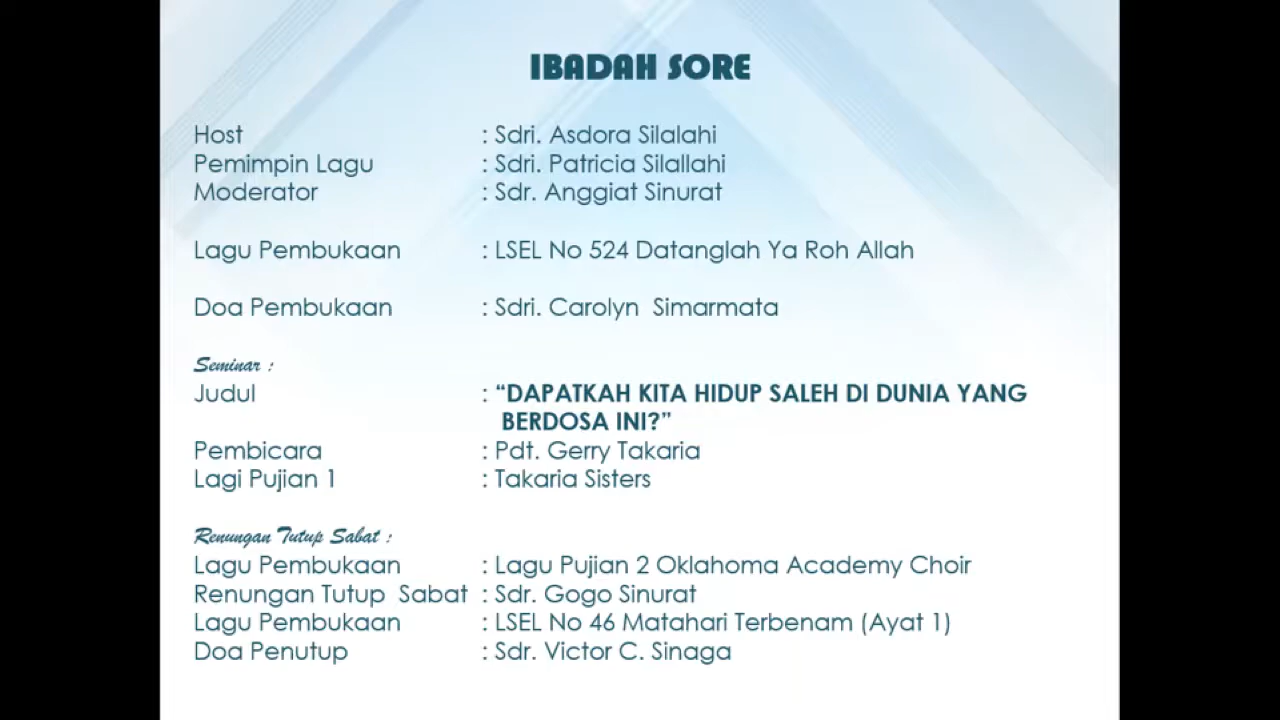 IBADAH SORE
Host : Sdri. Asdora Silalahi
Pemimpin Lagu : Sdri. Patricia Silallahi
Moderator : Sdr. Anggiat Sinurat
Lagu Pembukaan : LSEL No 524 Datanglah Ya Roh Allah
Doa Pembukaan : Sdri. Carolyn Simarmata
Seminar :
Judul : “DAPATKAH KITA HIDUP SALEH DI DUNIA YANG
BERDOSA INI?”
Pembicara : Pdt. Gerry Takaria
Lagi Pujian 1 : Takaria Sisters
Renungan Tutup Sabat :
Lagu Pembukaan : Lagu Pujian 2 Oklahoma Academy Choir
Renungan Tutup Sabat : Sdr. Gogo Sinurat
Lagu Pembukaan : LSEL No 46 Matahari Terbenam (Ayat 1)
Doa Penutup : Sdr. Victor C. Sinaga